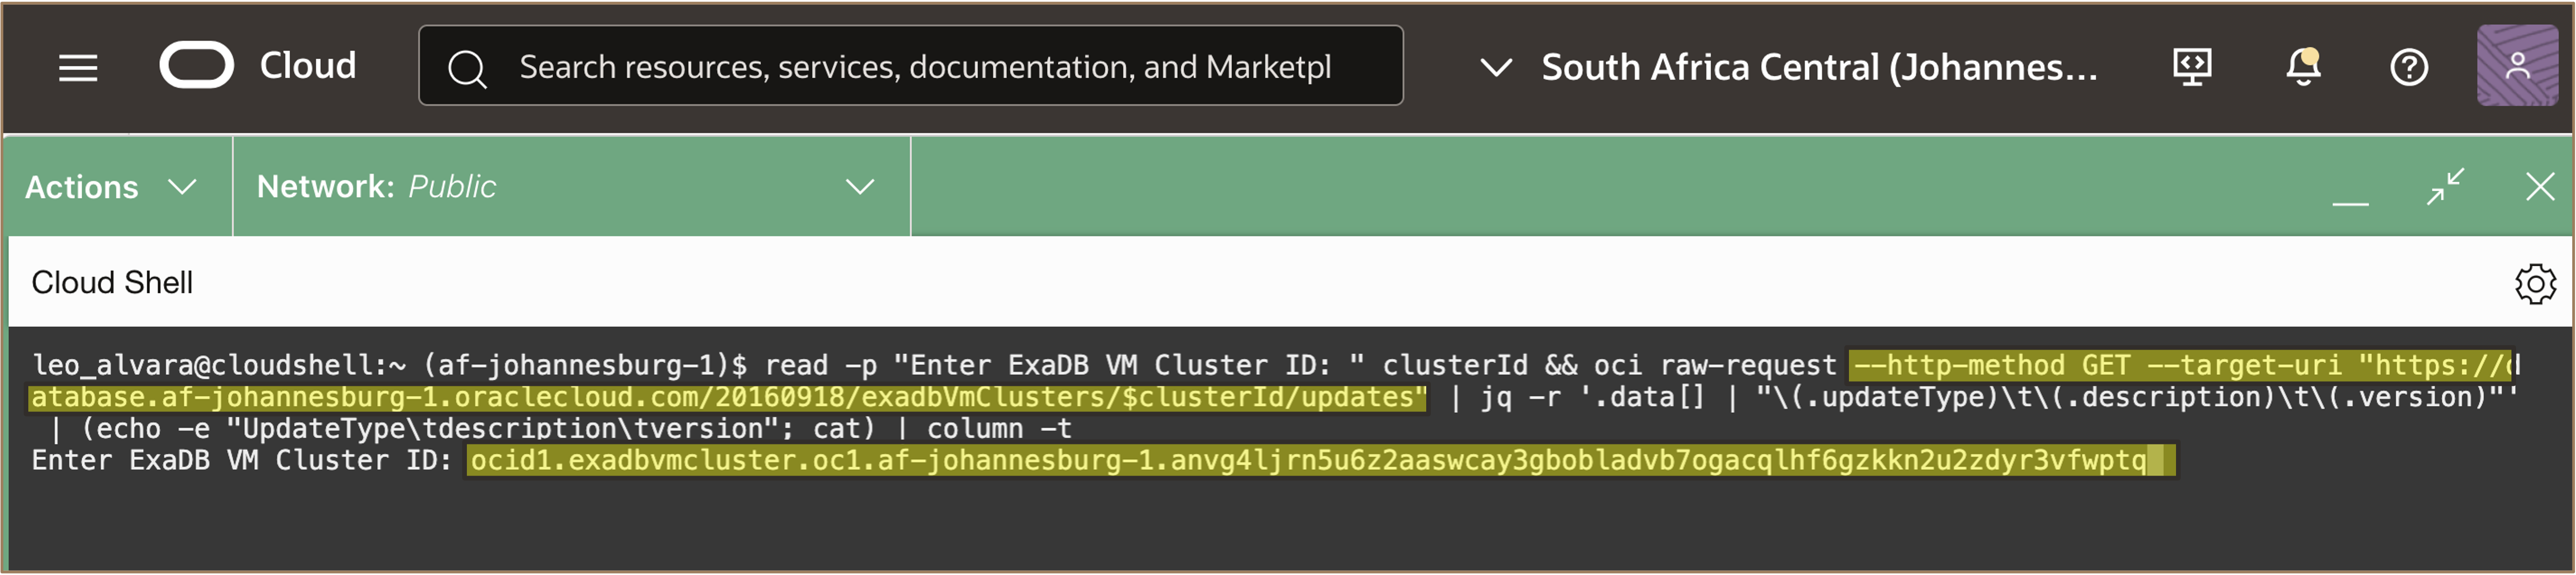 Cloud
Search resources, services, documentation, and Marketpl
South Africa Central (Johannes...
Actions
Network: Public
Cloud Shell
leo_alvara@cloudshell:~ (af-johannesburg-1)$ read -p "Enter ExaDB VM Cluster ID: " clusterId && oci raw-request --http-method GET --target-uri "https://d
atabase.af-johannesburg-1.oraclecloud.com/20160918/exadbVmClusters/$clusterId/updates" | jq -r '.data[] | "\(.updateType)\t\(.description)\t\(.version)"'
 | (echo -e "UpdateType\tdescription\tversion"; cat) | column -t
Enter ExaDB VM Cluster ID: ocid1.exadbvmcluster.oc1.af-johannesburg-1.anvg4ljrn5u6z2aaswcay3gbobladvb7ogacqlhf6gzkkn2u2zdyr3vfwptq